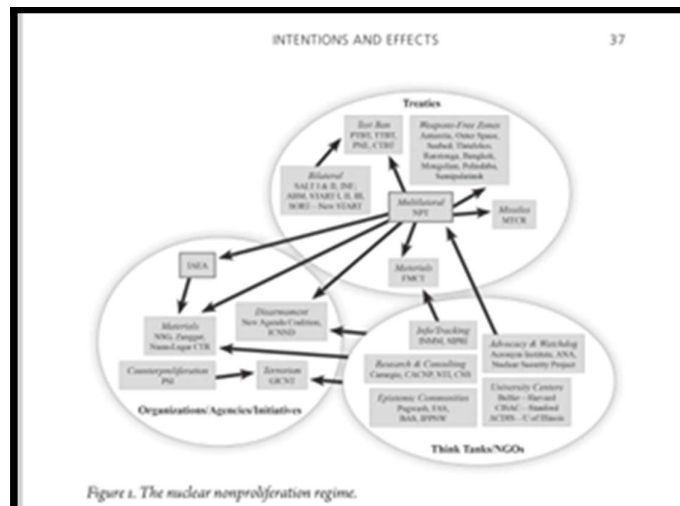 INTENTIONS AND EFFECTS 37
Treaties
Test Ban
PTBT, TTBT,
PNE, CTBT
Weapons-Free Zones
Antarctic, Outer Space,
Seabed, Tlatelolco,
Rarotonga, Bangkok,
Mongolian, Pelindaba,
Semipalatinsk
Bilateral
SALT I & II, INF,
ABM, START I, II, III,
SORT – New START
Multilateral
NPT
Missiles
MTCR
IAEA
Materials
FMCT
Disarmament
New Agenda Coalition,
ICNND
Materials
NSG, Zangger,
Nunn-Lugar CTR
Info/Tracking
INMM, SIPRI
Advocacy & Watchdog
Acronym Institute, ANA,
Nuclear Security Project
Research & Consulting
Carnegie, CACNP, NTI, CNS
Counterproliferation
PSI
Terrorism
GICNT
Epistemic Communities
Pugwash, FAS,
BAS, IPPNW
University Centers
Belfer – Harvard
CISAC – Stanford
ACDIS – U of Illinois
Organizations/Agencies/Initiatives
Think Tanks/NGOs
Figure 1. The nuclear nonproliferation regime.